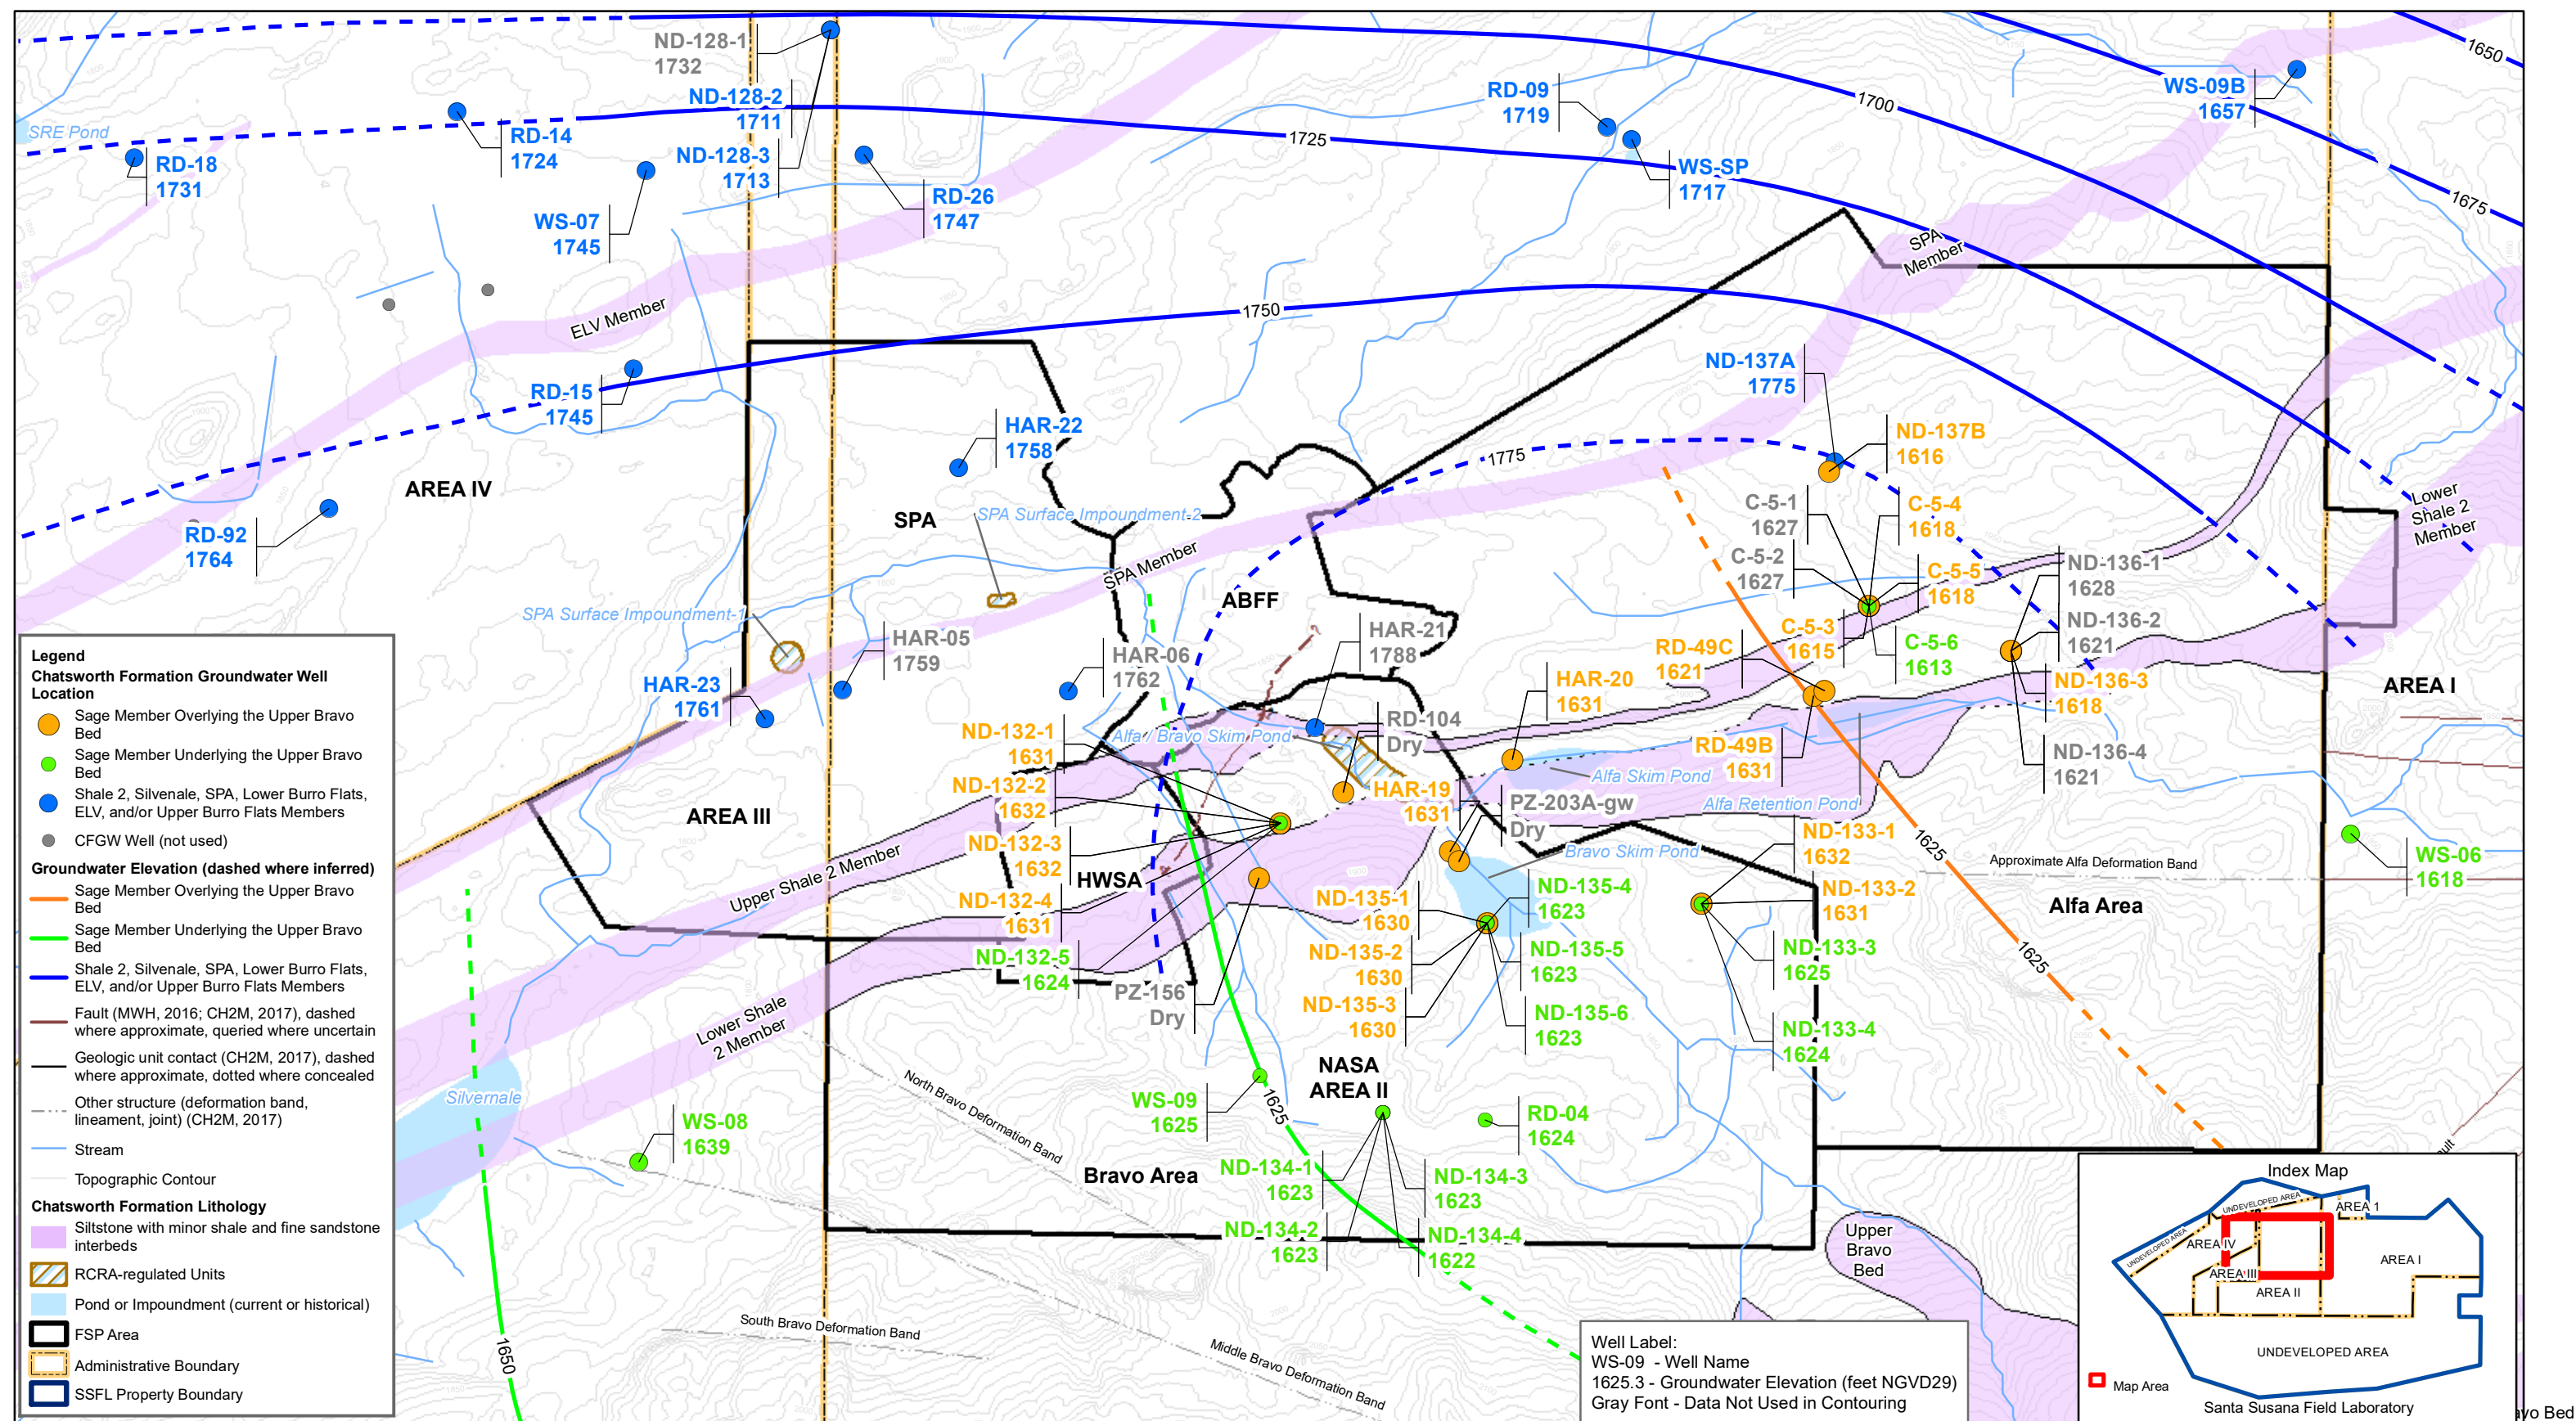 ND-128-1
1732
ND-128-2
1711
ND-128-3
1713
SRE Pond
RD-18
1731
RD-14
1724
WS-07
1745
RD-26
1747
RD-09
1719
WS-SP
1717
WS-09B
1657
1650
1700
1725
1675
SPA
Member
ELV Member
1750
RD-15
1745
ND-137A
1775
HAR-22
1758
ND-137B
1616
1775
AREA IV
RD-92
1764
SPA
SPA Surface Impoundment-2
C-5-1
1627
C-5-4
1618
C-5-2
1627
C-5-5
1618
C-5-3
1615
C-5-6
1613
Lower
Shale 2
Member
ND-136-1
1628
ND-136-2
1621
ND-136-3
1618
ND-136-4
1621
SPA Member
ABFF
SPA Surface Impoundment-1
HAR-05
1759
HAR-06
1762
HAR-21
1788
HAR-23
1761
RD-49C
1621
HAR-20
1631
RD-49B
1631
AREA I
RD-104
Dry
Alfa / Bravo Skim Pond
ND-132-1
1631
ND-132-2
1632
ND-132-3
1632
ND-132-4
1631
ND-132-5
1624
HAR-19
1631
PZ-203A-gw
Dry
Alfa Skim Pond
Alfa Retention Pond
Bravo Skim Pond
AREA III
Upper Shale 2 Member
HWSA
ND-133-1
1632
ND-133-2
1631
ND-133-3
1625
ND-133-4
1624
1625
Approximate Alfa Deformation Band
WS-06
1618
Alfa Area
1625
ND-135-1
1630
ND-135-2
1630
ND-135-3
1630
ND-135-4
1623
ND-135-5
1623
ND-135-6
1623
PZ-156
Dry
Lower Shale
2 Member
Silvernale
WS-08
1639
North Bravo Deformation Band
NASA
AREA II
WS-09
1625
1625
RD-04
1624
Bravo Area
ND-134-1
1623
ND-134-3
1623
ND-134-2
1623
ND-134-4
1622
Upper
Bravo
Bed
South Bravo Deformation Band
Middle Bravo Deformation Band
1650
Legend
Chatsworth Formation Groundwater Well
Location
Sage Member Overlying the Upper Bravo
Bed
Sage Member Underlying the Upper Bravo
Bed
Shale 2, Silvenale, SPA, Lower Burro Flats,
ELV, and/or Upper Burro Flats Members
CFGW Well (not used)
Groundwater Elevation (dashed where inferred)
Sage Member Overlying the Upper Bravo
Bed
Sage Member Underlying the Upper Bravo
Bed
Shale 2, Silvenale, SPA, Lower Burro Flats,
ELV, and/or Upper Burro Flats Members
Fault (MWH, 2016; CH2M, 2017), dashed
where approximate, queried where uncertain
Geologic unit contact (CH2M, 2017), dashed
where approximate, dotted where concealed
Other structure (deformation band,
lineament, joint) (CH2M, 2017)
Stream
Topographic Contour
Chatsworth Formation Lithology
Siltstone with minor shale and fine sandstone
interbeds
RCRA-regulated Units
Pond or Impoundment (current or historical)
FSP Area
Administrative Boundary
SSFL Property Boundary
Well Label:
WS-09 - Well Name
1625.3 - Groundwater Elevation (feet NGVD29)
Gray Font - Data Not Used in Contouring
Index Map
UNDEVELOPED AREA
AREA 1
UNDEVELOPED AREA
AREA IV
AREA I
AREA III
AREA II
UNDEVELOPED AREA
Map Area
Santa Susana Field Laboratory